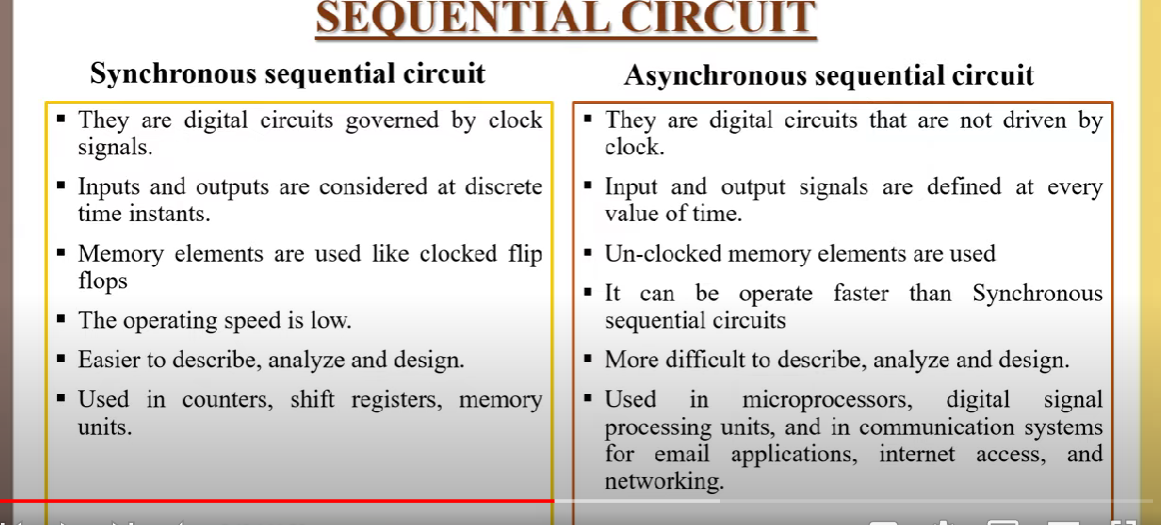 SEQUENTIAL CIRCUIT
Synchronous sequential circuit
▪ They are digital circuits governed by clock
signals.
▪ Inputs and outputs are considered at discrete
time instants.
▪ Memory elements are used like clocked flip
flops
▪ The operating speed is low.
▪ Easier to describe, analyze and design.
▪ Used in counters, shift registers, memory
units.
Asynchronous sequential circuit
▪ They are digital circuits that are not driven by
clock.
▪ Input and output signals are defined at every
value of time.
▪ Un-clocked memory elements are used
▪ It can be operate faster than Synchronous
sequential circuits
▪ More difficult to describe, analyze and design.
▪ Used in microprocessors, digital signal
processing units, and in communication systems
for email applications, internet access, and
networking.